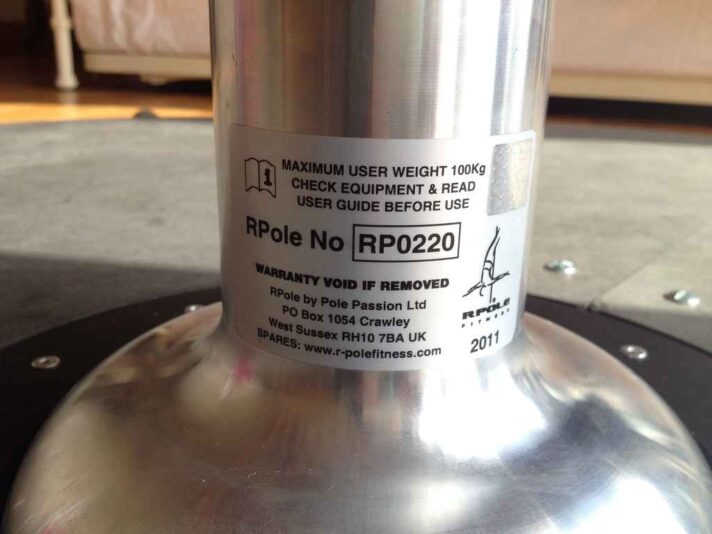 1
MAXIMUM USER WEIGHT 100Kg
CHECK EQUIPMENT & READ
USER GUIDE BEFORE USE
RPole No RP0220
WARRANTY VOID IF REMOVED
RPole by Pole Passion Ltd
PO Box 1054 Crawley
West Sussex RH10 7BA UK
SPARES: www.r-polefitness.com
RPOLE
FITNESS
2011